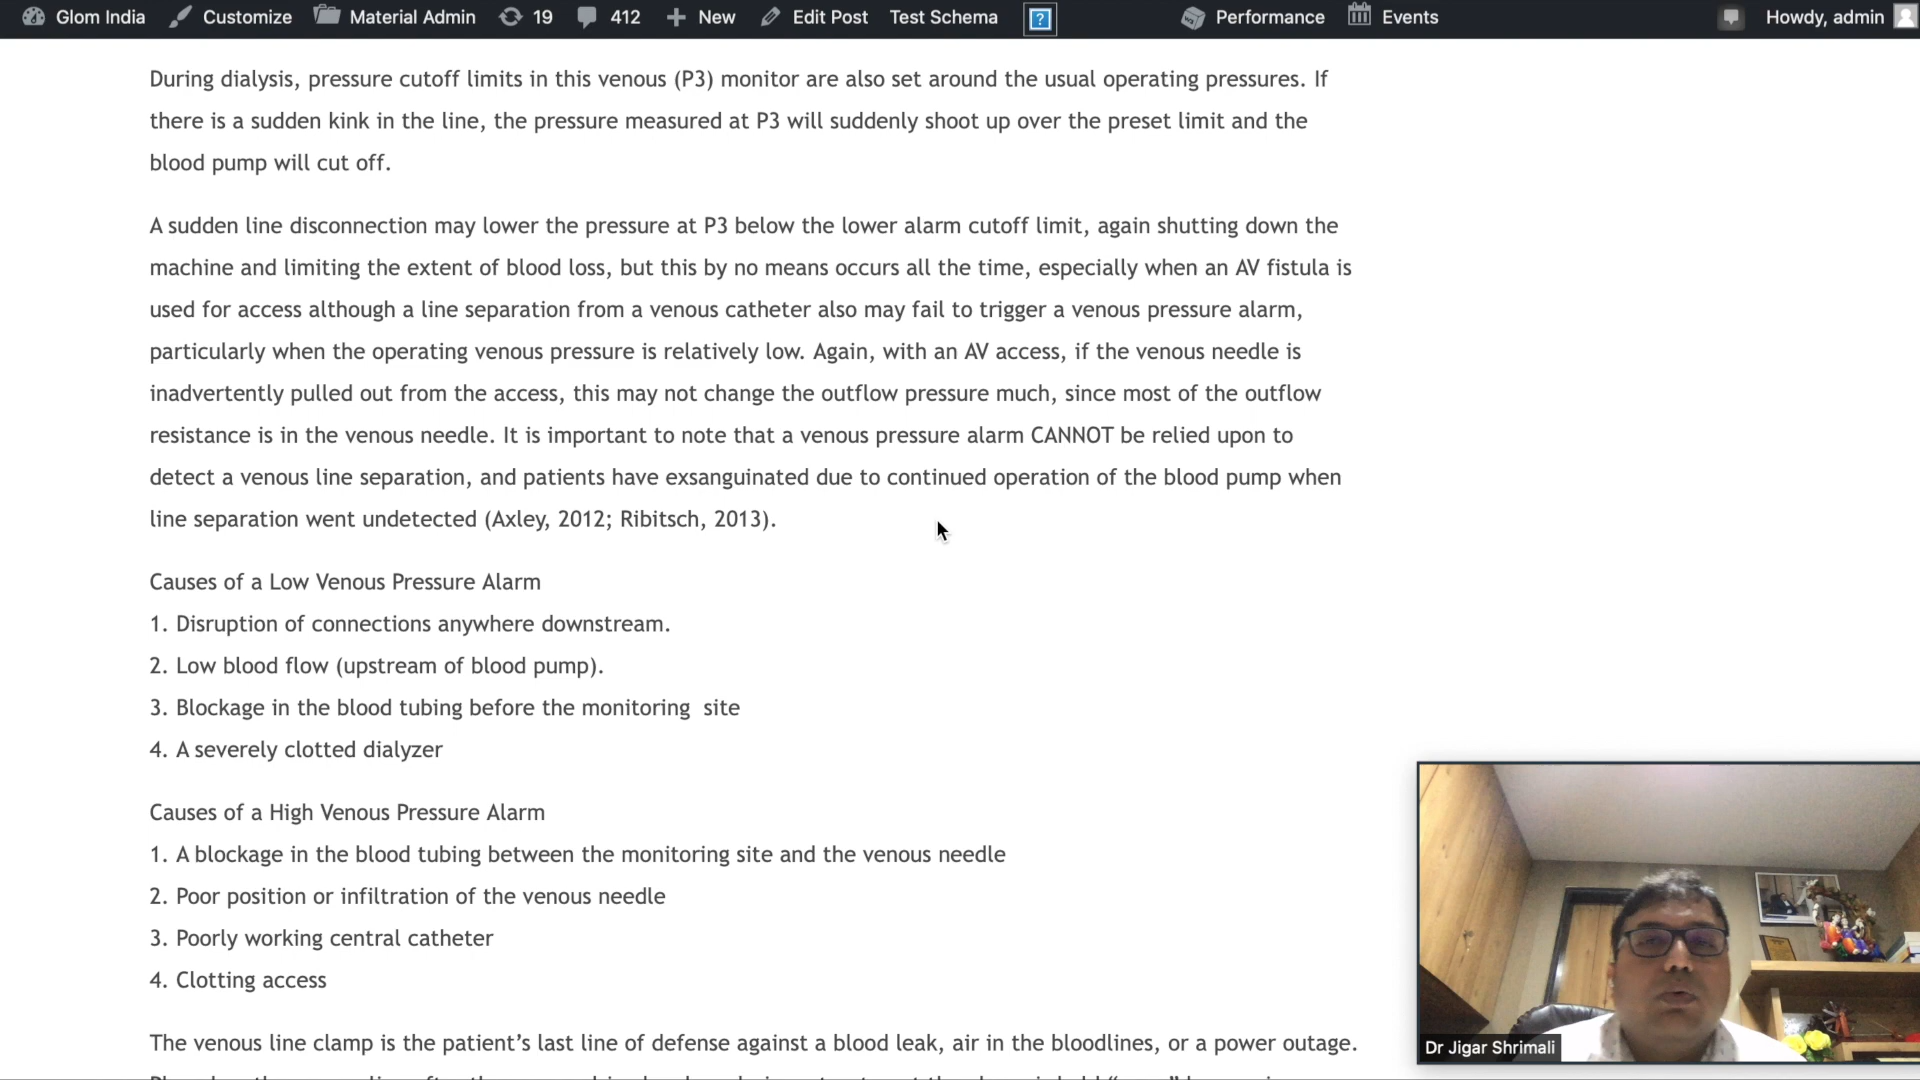 Glom India Customize Material Admin 19 412 New Edit Post Test Schema Performance Events Howdy, admin
During dialysis, pressure cutoff limits in this venous (P3) monitor are also set around the usual operating pressures. If
there is a sudden kink in the line, the pressure measured at P3 will suddenly shoot up over the preset limit and the
blood pump will cut off.
A sudden line disconnection may lower the pressure at P3 below the lower alarm cutoff limit, again shutting down the
machine and limiting the extent of blood loss, but this by no means occurs all the time, especially when an AV fistula is
used for access although a line separation from a venous catheter also may fail to trigger a venous pressure alarm,
particularly when the operating venous pressure is relatively low. Again, with an AV access, if the venous needle is
inadvertently pulled out from the access, this may not change the outflow pressure much, since most of the outflow
resistance is in the venous needle. It is important to note that a venous pressure alarm CANNOT be relied upon to
detect a venous line separation, and patients have exsanguinated due to continued operation of the blood pump when
line separation went undetected (Axley, 2012; Ribitsch, 2013).
Causes of a Low Venous Pressure Alarm
1. Disruption of connections anywhere downstream.
2. Low blood flow (upstream of blood pump).
3. Blockage in the blood tubing before the monitoring site
4. A severely clotted dialyzer
Causes of a High Venous Pressure Alarm
1. A blockage in the blood tubing between the monitoring site and the venous needle
2. Poor position or infiltration of the venous needle
3. Poorly working central catheter
4. Clotting access
The venous line clamp is the patient's last line of defense against a blood leak, air in the bloodlines, or a power outage.
Dr Jigar Shrimali